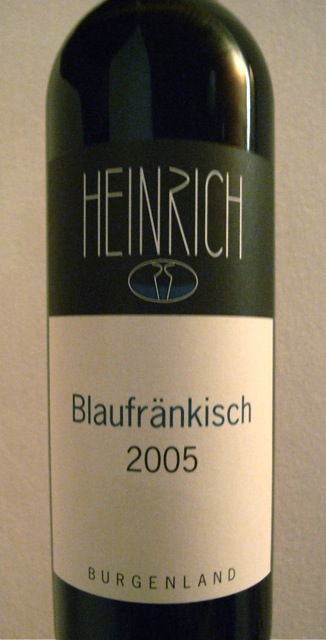 HEINRICH
Blaufränkisch
2005
BURGENLAND